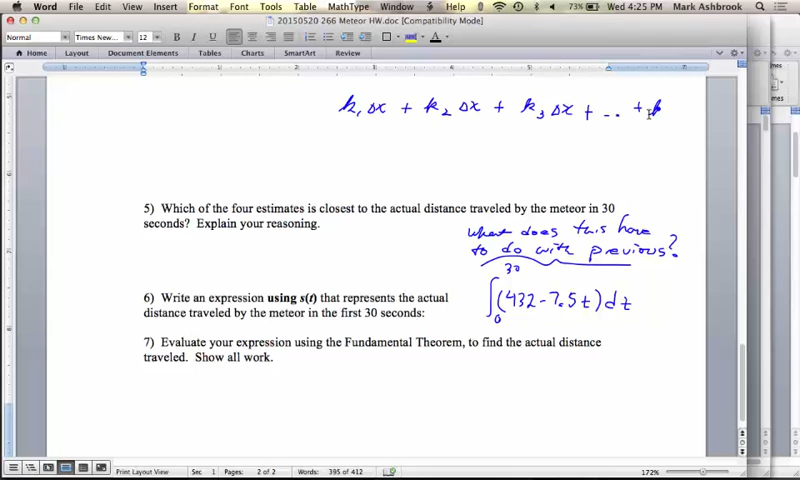 Word File Edit View Insert Format Font Tools Table Window Help 73% Wed 4:25 PM Mark Ashbrook
20150520 266 Meteor HW.doc [Compatibility Mode]
Normal Times New... 12 B I U
Home Layout Document Elements Tables Charts SmartArt Review
k₁Δx + k₂ Δx + k₃ Δx + ... + k
5) Which of the four estimates is closest to the actual distance traveled by the meteor in 30
seconds? Explain your reasoning.
what does this have
to do with previous?
30
∫(432-7.5t)dt
0
6) Write an expression using s(t) that represents the actual
distance traveled by the meteor in the first 30 seconds:
7) Evaluate your expression using the Fundamental Theorem, to find the actual distance
traveled. Show all work.
Print Layout View Sec 1 Pages: 2 of 2 Words: 395 of 412 172%